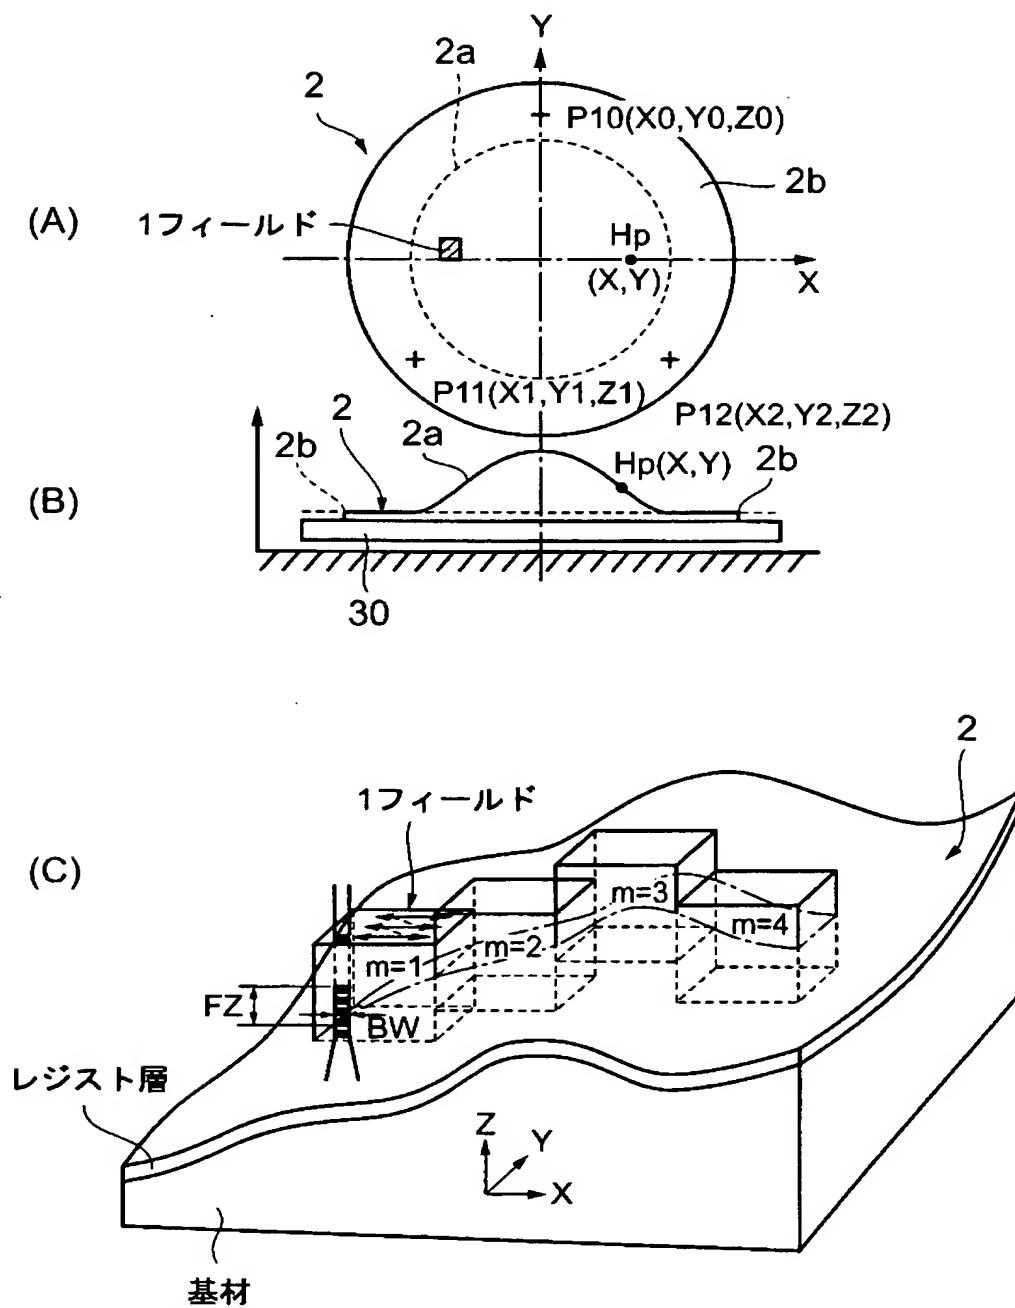 (A)
Y
2a
2
P10(X0,Y0,Z0)
2b
1フィールド
Hp
(X,Y)
X
P11(X1,Y1,Z1)
P12(X2,Y2,Z2)
(B)
2b
2
2a
Hp(X,Y)
2b
30
(C)
2
1フィールド
m=1
m=2
m=3
m=4
FZ
BW
レジスト層
Z
Y
X
基材